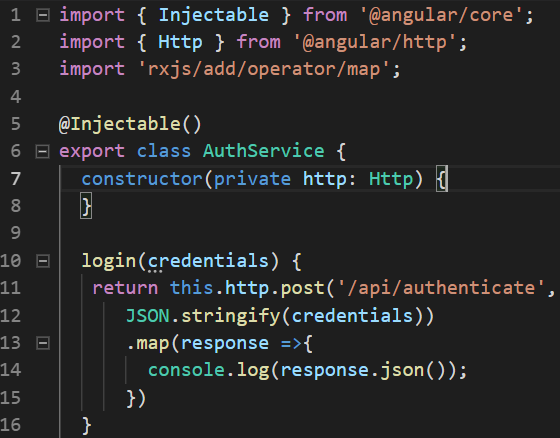 1 import { Injectable } from '@angular/core';
2 import { Http } from '@angular/http';
3 import 'rxjs/add/operator/map';
4
5 @Injectable()
6 export class AuthService {
7 constructor(private http: Http) {
8 }
9
10 login(credentials) {
11 return this.http.post('/api/authenticate',
12 JSON.stringify(credentials))
13 .map(response =>{
14 console.log(response.json());
15 })
16 }